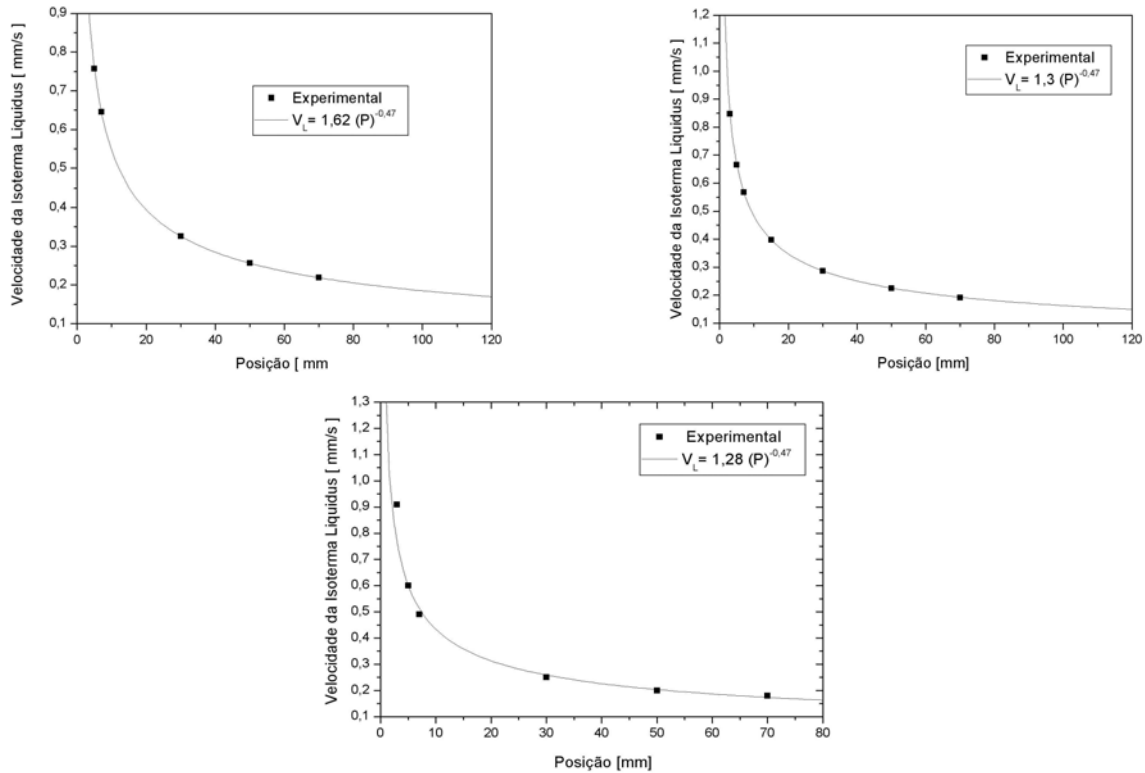 Velocidade da Isoterma Liquidus [ mm/s]
0,9
0,8
0,7
0,6
0,5
0,4
0,3
0,2
0,1
0 20 40 60 80 100 120
Posição [ mm
Experimental
V_L= 1,62 (P)^-0,47
Velocidade da Isoterma Liquidus [ mm/s]
1,2
1,1
1,0
0,9
0,8
0,7
0,6
0,5
0,4
0,3
0,2
0,1
0 20 40 60 80 100 120
Posição [mm]
Experimental
V_L= 1,3 (P)^-0,47
Velocidade da Isoterma Liquidus [ mm/s ]
1,3
1,2
1,1
1,0
0,9
0,8
0,7
0,6
0,5
0,4
0,3
0,2
0,1
0 10 20 30 40 50 60 70 80
Posição [mm]
Experimental
V_L= 1,28 (P)^-0,47